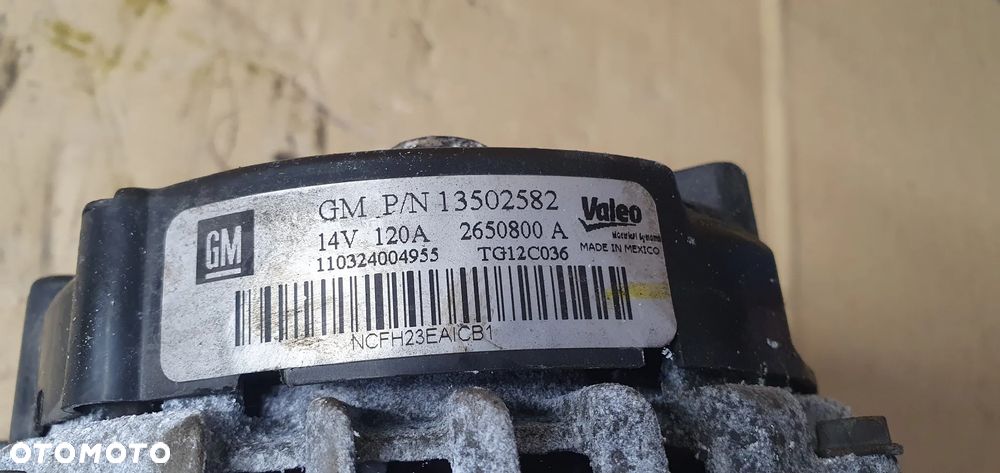 GM P/N 13502582
GM
14V 120A 2650800 A
Valeo
110324004955 TG12C036
MADE IN MEXICO
NCFH23EAICB1
OTOMOTO